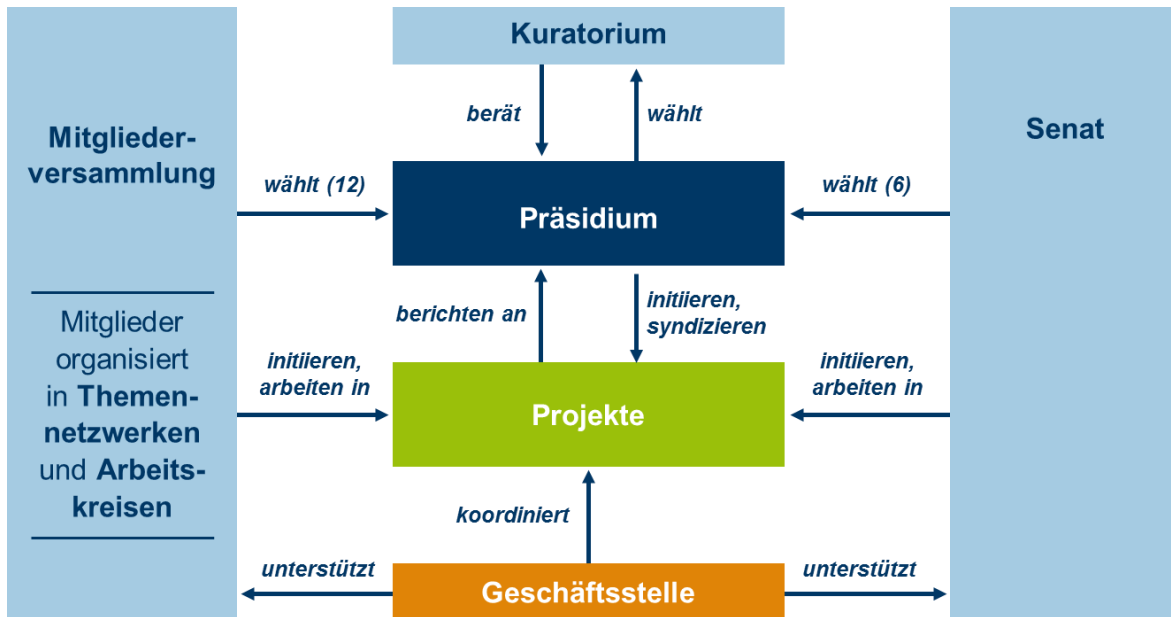 Kuratorium
berät
wählt
Mitglieder-
versammlung
Senat
wählt (12)
Präsidium
wählt (6)
berichten an
initiieren,
syndizieren
Mitglieder
organisiert
in Themen-
netzwerken
und Arbeits-
kreisen
initiieren,
arbeiten in
Projekte
initiieren,
arbeiten in
koordiniert
unterstützt
Geschäftsstelle
unterstützt